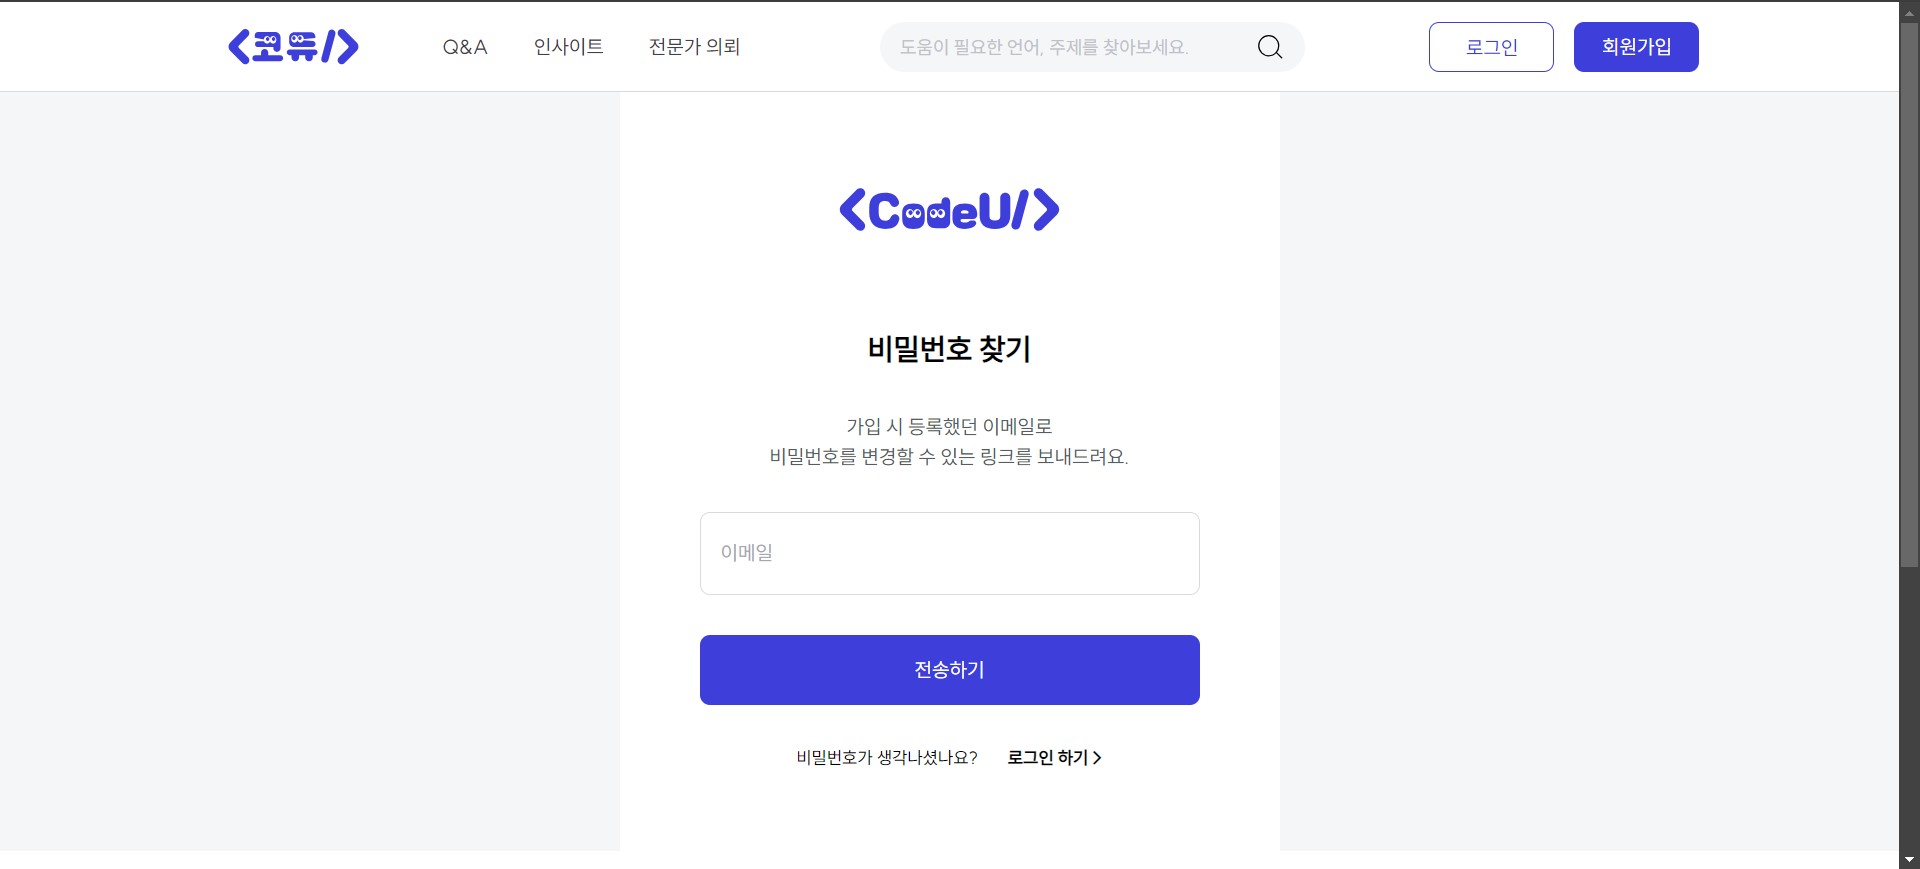 <코듀/>
Q&A
인사이트
전문가 의뢰
도움이 필요한 언어, 주제를 찾아보세요.
로그인
회원가입
<CodeU/>
비밀번호 찾기
가입 시 등록했던 이메일로
비밀번호를 변경할 수 있는 링크를 보내드려요.
이메일
전송하기
비밀번호가 생각나셨나요?
로그인 하기 >